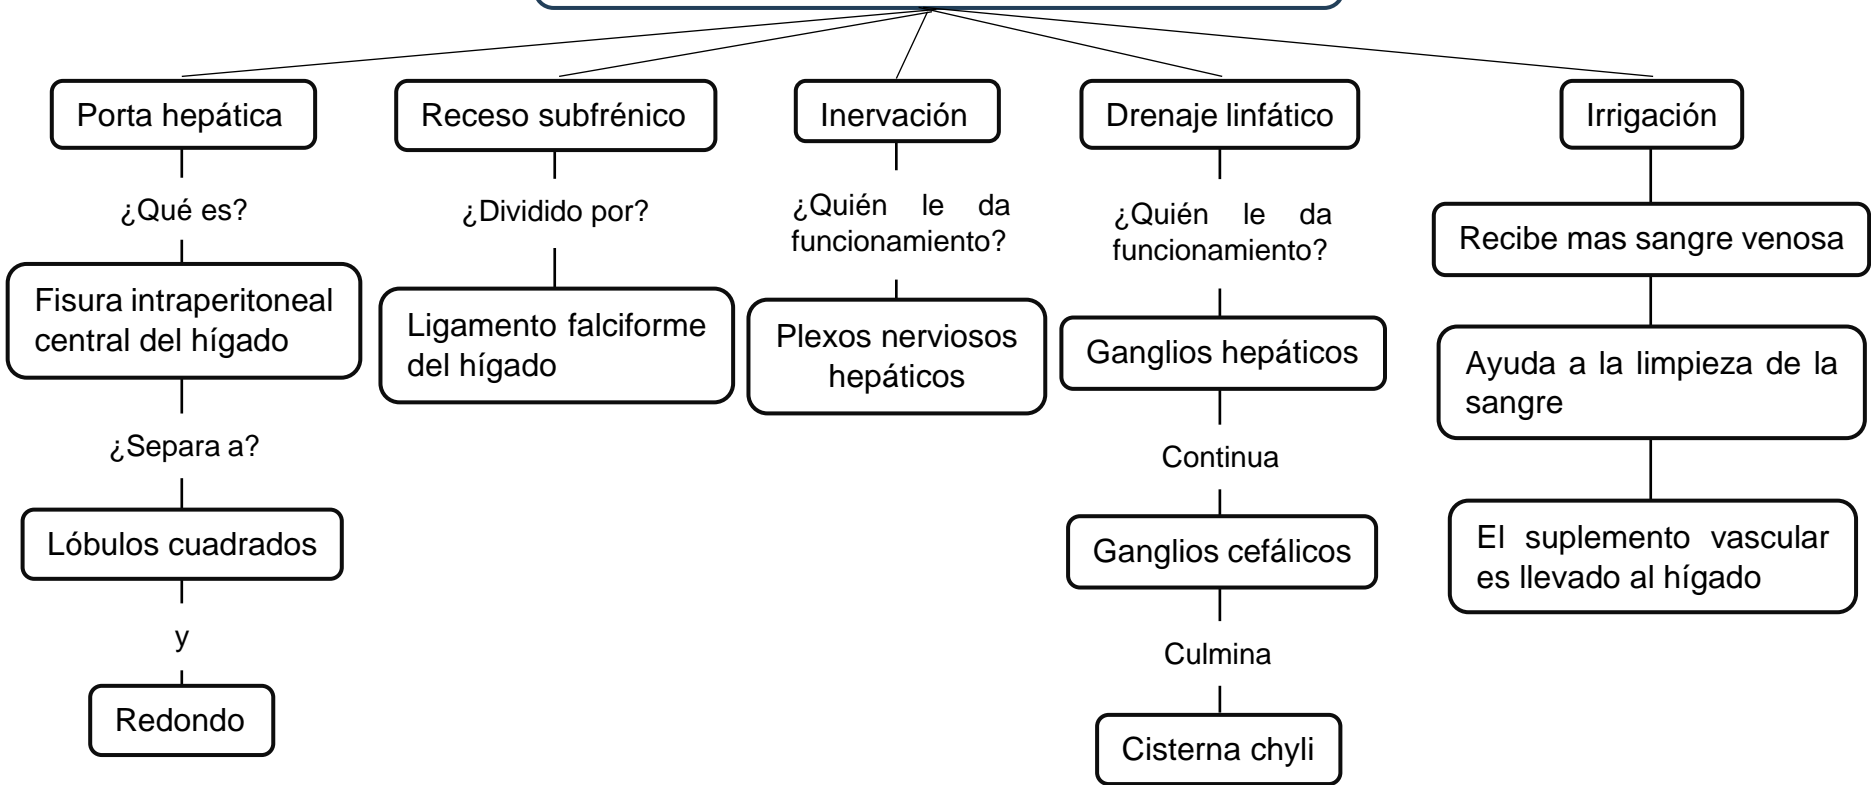 Porta hepática
¿Qué es?
Fisura intraperitoneal
central del hígado
¿Separa a?
Lóbulos cuadrados
y
Redondo
Receso subfrénico
¿Dividido por?
Ligamento falciforme
del hígado
Inervación
¿Quién le da
funcionamiento?
Plexos nerviosos
hepáticos
Drenaje linfático
¿Quién le da
funcionamiento?
Ganglios hepáticos
Continua
Ganglios cefálicos
Culmina
Cisterna chyli
Irrigación
Recibe mas sangre venosa
Ayuda a la limpieza de la
sangre
El suplemento vascular
es llevado al hígado